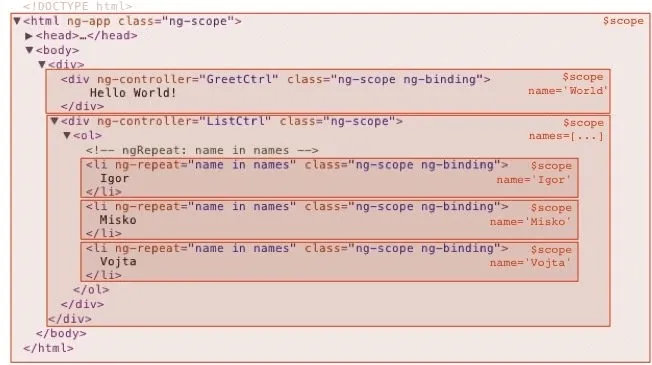 <!DOCTYPE html>
▼<html ng-app class="ng-scope"> $scope
▶<head>…</head>
▼<body>
▼<div>
<div ng-controller="GreetCtrl" class="ng-scope ng-binding"> $scope
Hello World! name='World'
</div>
▼<div ng-controller="ListCtrl" class="ng-scope"> $scope
▼<ol> names=[...]
<!-- ngRepeat: name in names -->
<li ng-repeat="name in names" class="ng-scope ng-binding"> $scope
Igor name='Igor'
</li>
<li ng-repeat="name in names" class="ng-scope ng-binding"> $scope
Misko name='Misko'
</li>
<li ng-repeat="name in names" class="ng-scope ng-binding"> $scope
Vojta name='Vojta'
</li>
</ol>
</div>
</div>
</body>
</html>